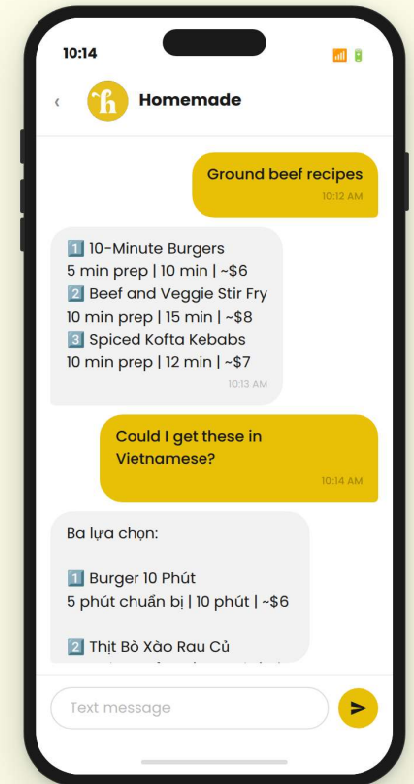 10:14
‹ h Homemade
Ground beef recipes
10:12 AM
1️⃣ 10-Minute Burgers
5 min prep | 10 min | ~$6
2️⃣ Beef and Veggie Stir Fry
10 min prep | 15 min | ~$8
3️⃣ Spiced Kofta Kebabs
10 min prep | 12 min | ~$7
10:13 AM
Could I get these in
Vietnamese?
10:14 AM
Ba lựa chọn:
1️⃣ Burger 10 Phút
5 phút chuẩn bị | 10 phút | ~$6
2️⃣ Thịt Bò Xào Rau Củ
Text message